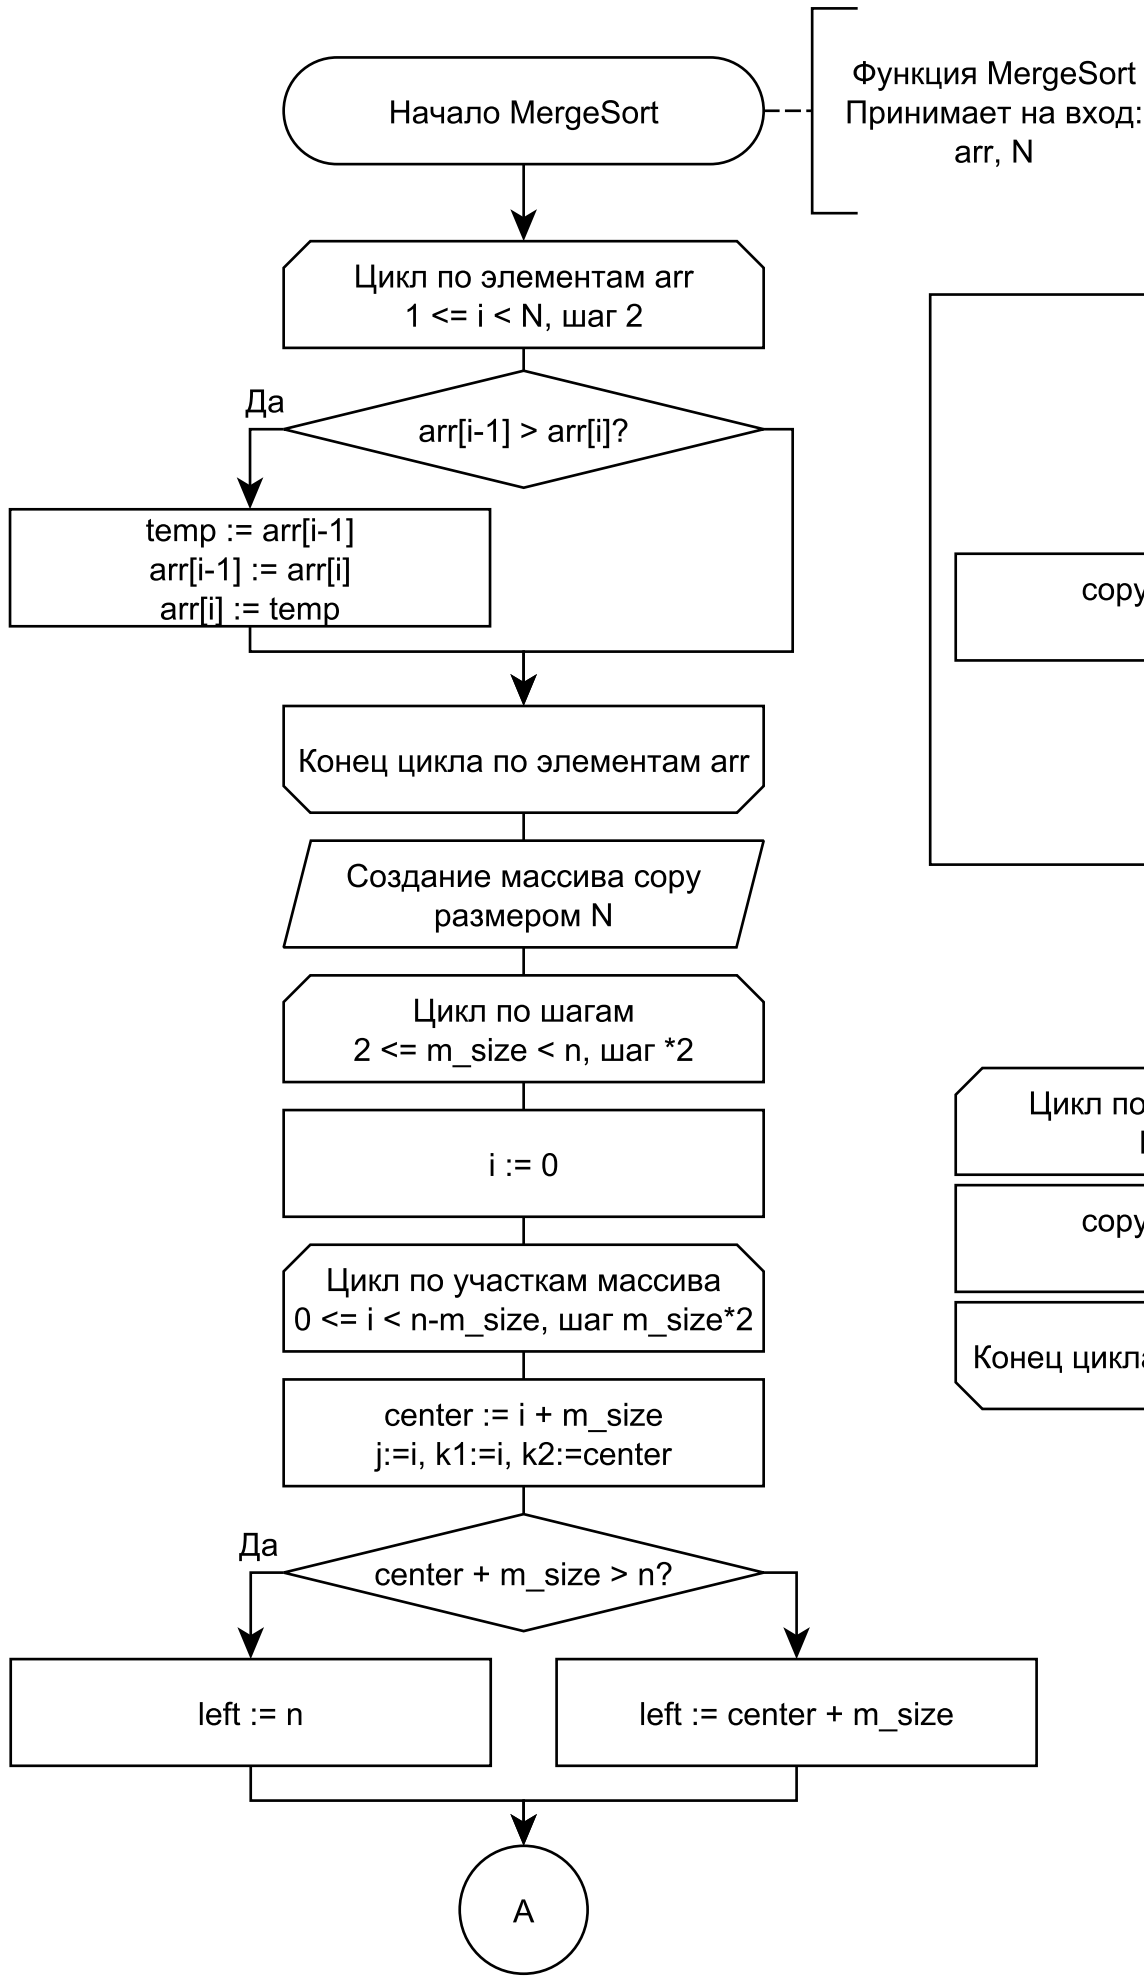 Начало MergeSort
Функция MergeSort
Принимает на вход:
arr, N
Цикл по элементам arr
1 <= i < N, шаг 2
Да
arr[i-1] > arr[i]?
temp := arr[i-1]
arr[i-1] := arr[i]
arr[i] := temp
Конец цикла по элементам arr
Создание массива copy
размером N
Цикл по шагам
2 <= m_size < n, шаг *2
i := 0
Цикл по участкам массива
0 <= i < n-m_size, шаг m_size*2
center := i + m_size
j:=i, k1:=i, k2:=center
Да
center + m_size > n?
left := n
left := center + m_size
A
copy
Цикл по
copy
Конец цикла